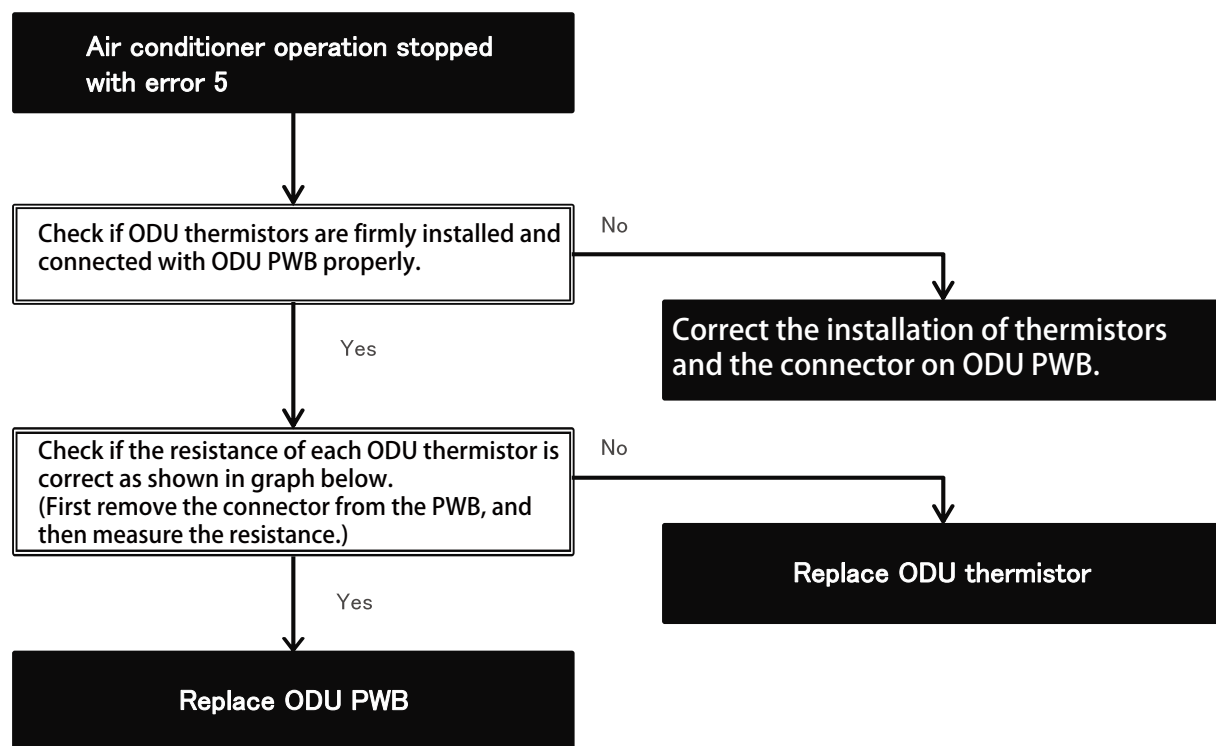 Air conditioner operation stopped
with error 5
Check if ODU thermistors are firmly installed and
connected with ODU PWB properly.
No
Correct the installation of thermistors
and the connector on ODU PWB.
Yes
Check if the resistance of each ODU thermistor is
correct as shown in graph below.
(First remove the connector from the PWB, and
then measure the resistance.)
No
Replace ODU thermistor
Yes
Replace ODU PWB